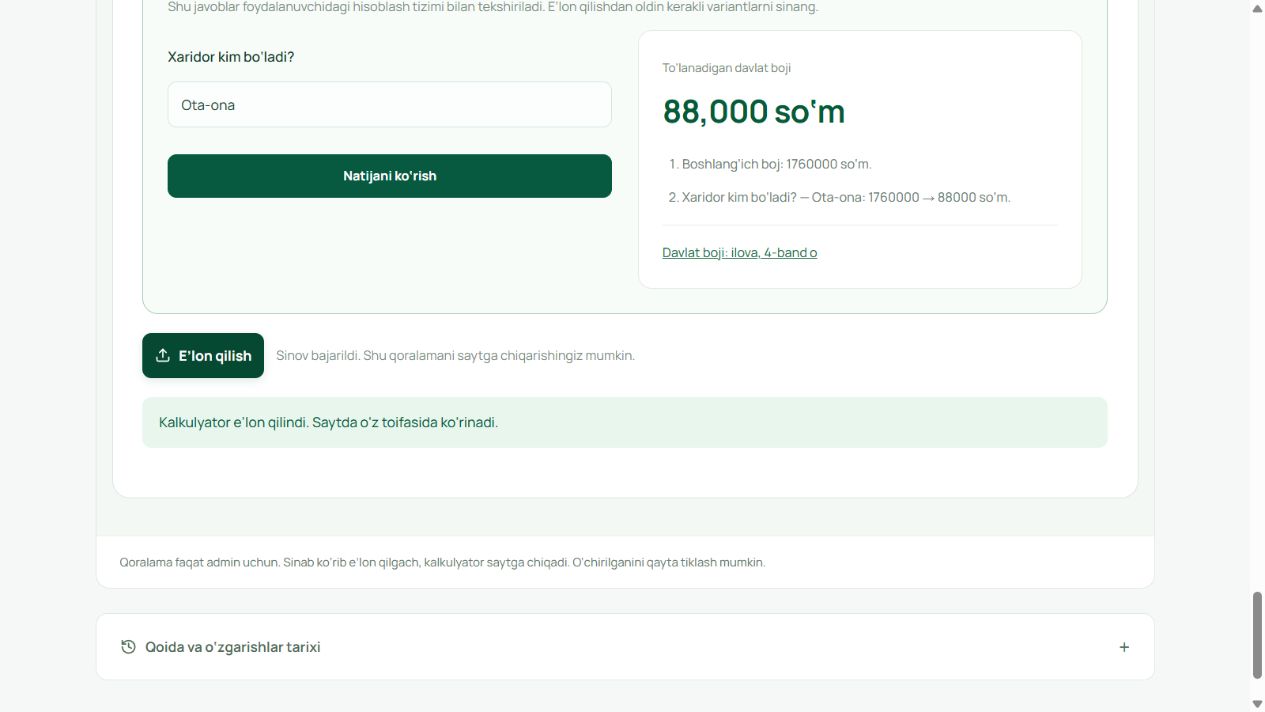 Shu javoblar foydalanuvchidagi hisoblash tizimi bilan tekshiriladi. E’lon qilishdan oldin kerakli variantlarni sinang.
Xaridor kim bo‘ladi?
Ota-ona
Natijani ko‘rish
To‘lanadigan davlat boji
88,000 so‘m
1. Boshlang‘ich boj: 1760000 so‘m.
2. Xaridor kim bo‘ladi? — Ota-ona: 1760000 → 88000 so‘m.
Davlat boji: ilova, 4-band o
E’lon qilish
Sinov bajarildi. Shu qoralamani saytga chiqarishingiz mumkin.
Kalkulyator e’lon qilindi. Saytda o‘z toifasida ko‘rinadi.
Qoralama faqat admin uchun. Sinab ko‘rib e’lon qilgach, kalkulyator saytga chiqadi. O‘chirilganini qayta tiklash mumkin.
Qoida va o‘zgarishlar tarixi